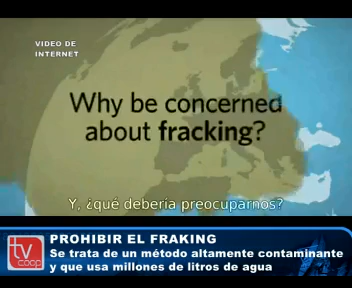 VIDEO DE
INTERNET
Why be concerned
about fracking?
Y, ¿qué debería preocuparnos?
tv
coop
PROHIBIR EL FRAKING
Se trata de un método altamente contaminante
y que usa millones de litros de agua